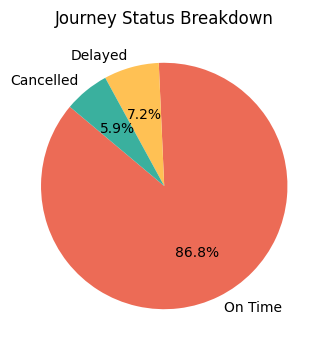 Journey Status Breakdown
Delayed
Cancelled
7.2%
5.9%
86.8%
On Time